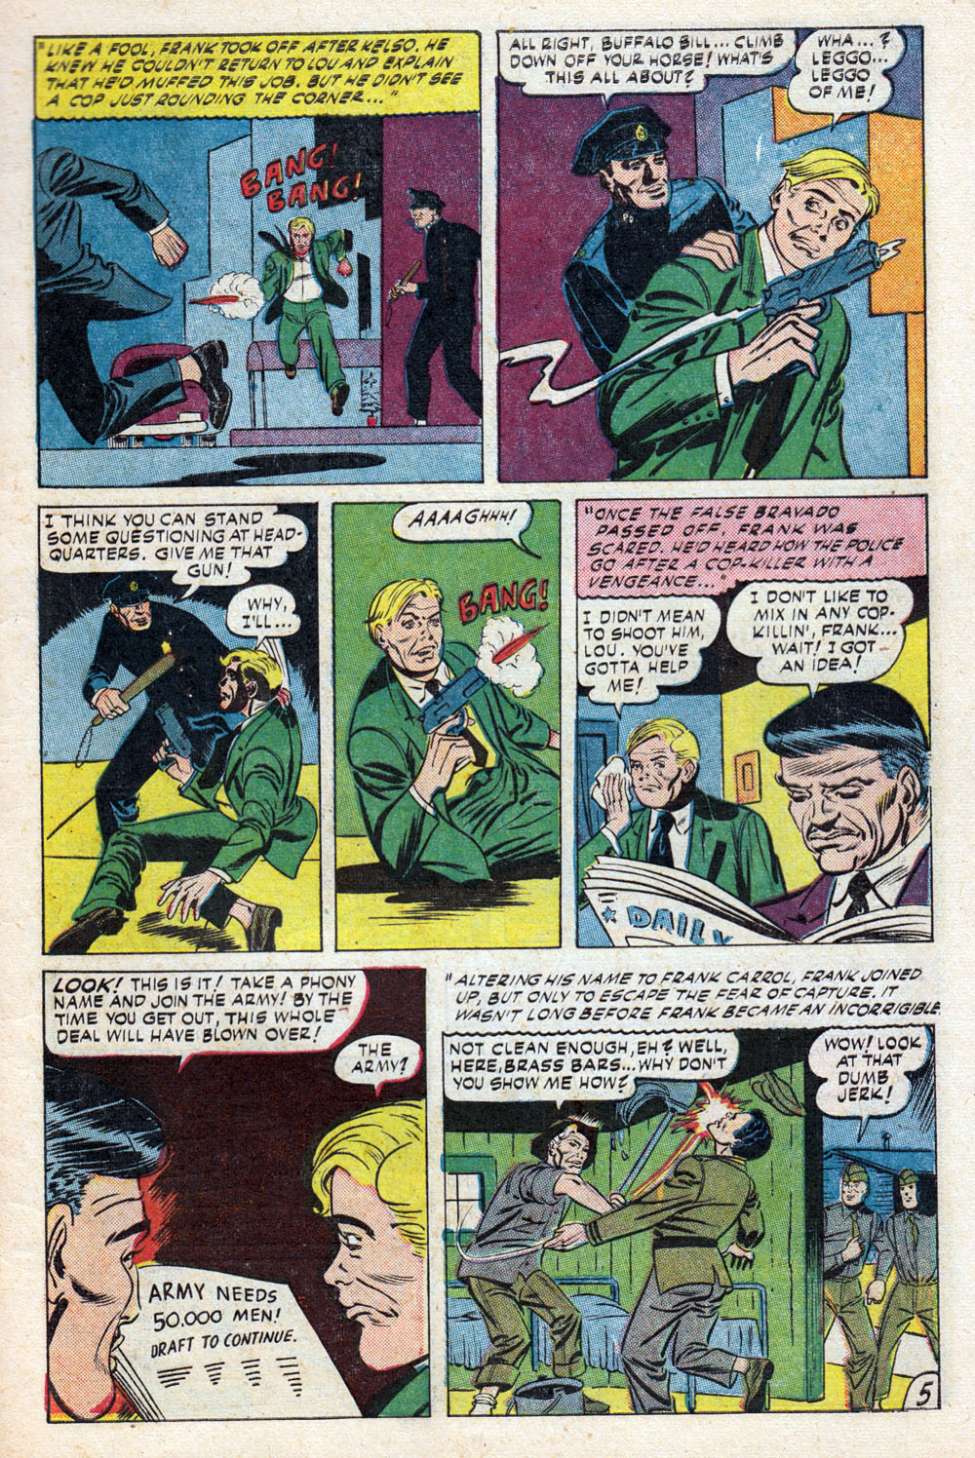 "LIKE A FOOL, FRANK TOOK OFF AFTER KELSO. HE
KNEW HE COULDN'T RETURN TO LOU AND EXPLAIN
THAT HE'D MUFFED THIS JOB. BUT HE DIDN'T SEE
A COP JUST ROUNDING THE CORNER..."
BANG!
BANG!
ALL RIGHT, BUFFALO BILL... CLIMB
DOWN OFF YOUR HORSE! WHAT'S
THIS ALL ABOUT?
WHA...?
LEGGO...
LEGGO
OF ME!
I THINK YOU CAN STAND
SOME QUESTIONING AT HEAD-
QUARTERS. GIVE ME THAT
GUN!
WHY,
I'LL...
AAAAGHHH!
BANG!
"ONCE THE FALSE BRAVADO
PASSED OFF, FRANK WAS
SCARED. HE'D HEARD HOW THE POLICE
GO AFTER A COP-KILLER WITH A
VENGEANCE..."
I DIDN'T MEAN
TO SHOOT HIM,
LOU. YOU'VE
GOTTA HELP
ME!
I DON'T LIKE TO
MIX IN ANY COP-
KILLIN', FRANK...
WAIT! I GOT
AN IDEA!
DAILY
LOOK! THIS IS IT! TAKE A PHONY
NAME AND JOIN THE ARMY! BY THE
TIME YOU GET OUT, THIS WHOLE
DEAL WILL HAVE BLOWN OVER!
THE
ARMY?
ARMY NEEDS
50,000 MEN!
DRAFT TO CONTINUE.
"ALTERING HIS NAME TO FRANK CARROL, FRANK JOINED
UP, BUT ONLY TO ESCAPE THE FEAR OF CAPTURE. IT
WASN'T LONG BEFORE FRANK BECAME AN INCORRIGIBLE
NOT CLEAN ENOUGH, EH? WELL,
HERE, BRASS BARS... WHY DON'T
YOU SHOW ME HOW?
WOW! LOOK
AT THAT
DUMB
JERK!
5